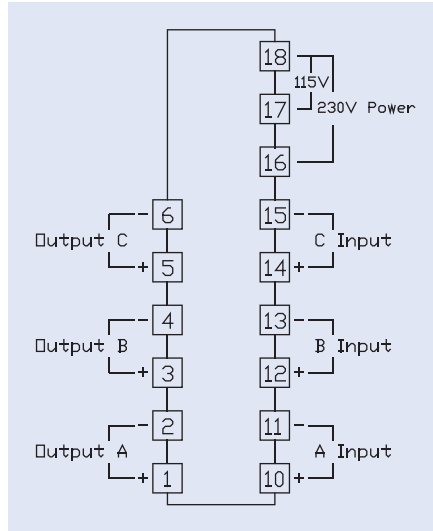 18
115V
17
230V Power
16
6 - - 15
Output C C Input
5 + 14 +
4 - 13 -
Output B B Input
3 + 12 +
2 - 11 -
Output A A Input
1 + 10 +